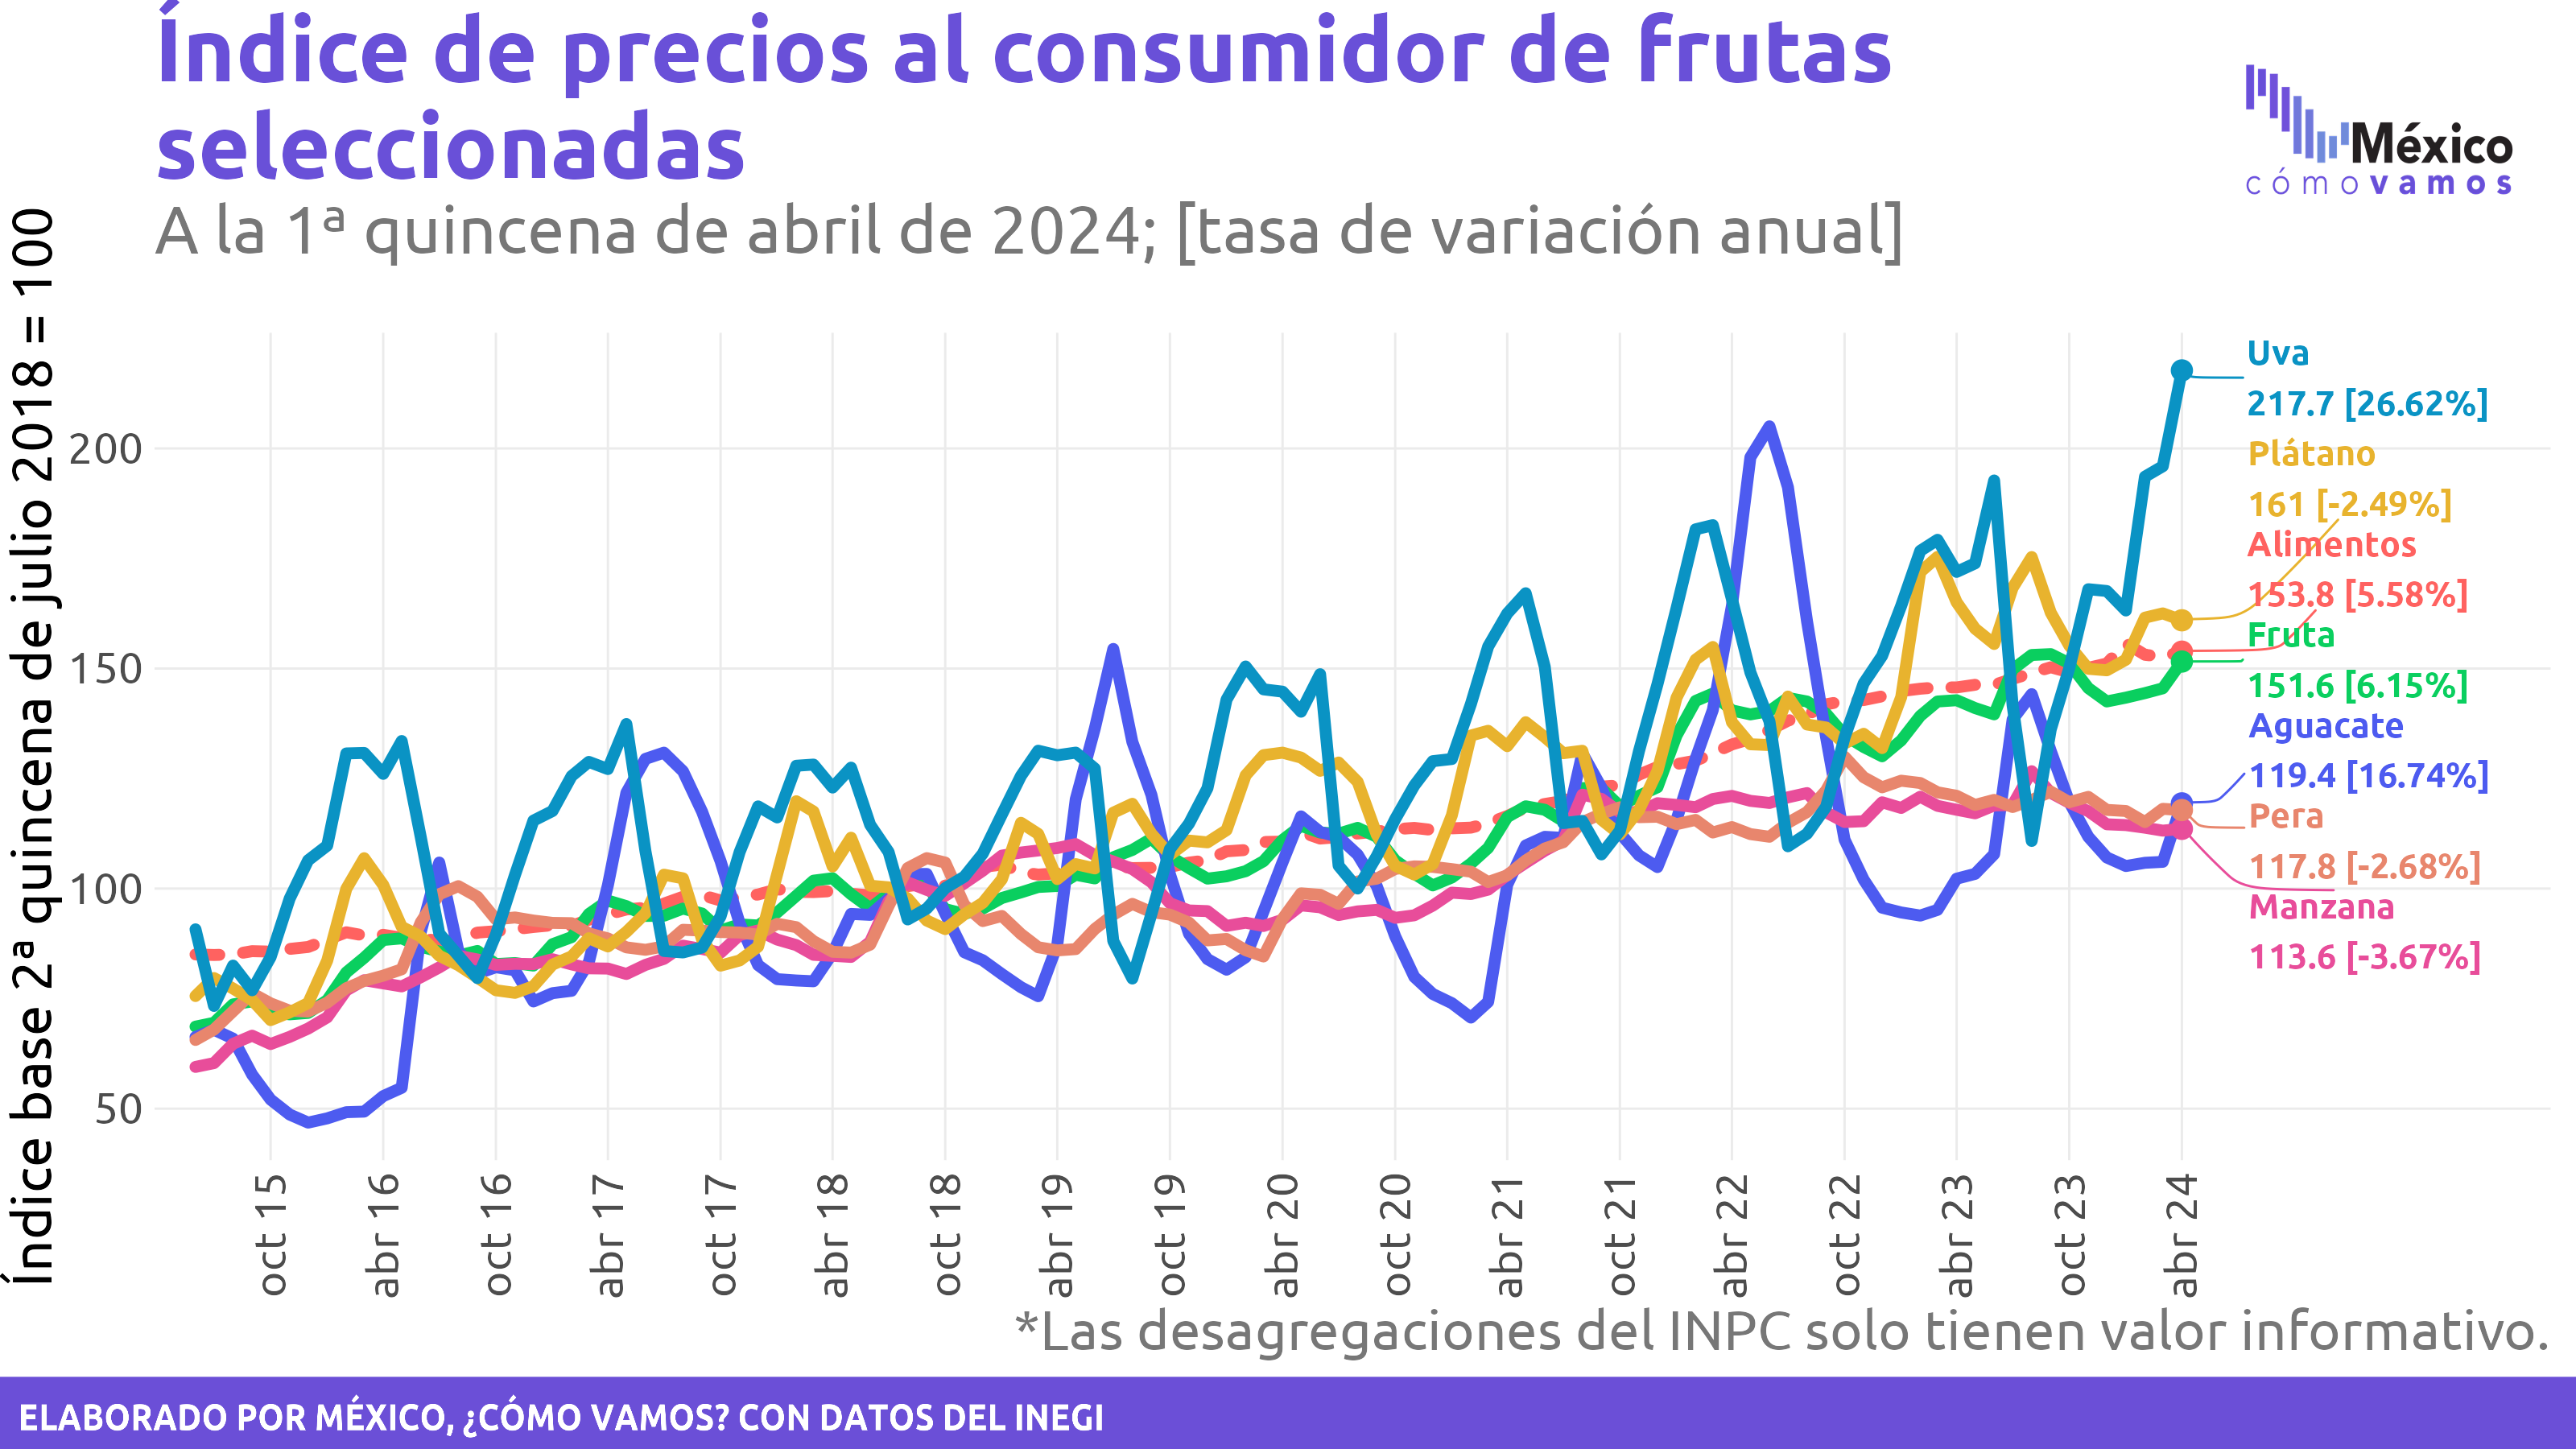 Índice de precios al consumidor de frutas
seleccionadas
A la 1ª quincena de abril de 2024; [tasa de variación anual]
México
cómo vamos
Índice base 2ª quincena de julio 2018 = 100
200
150
100
50
Uva
217.7 [26.62%]
Plátano
161 [-2.49%]
Alimentos
153.8 [5.58%]
Fruta
151.6 [6.15%]
Aguacate
119.4 [16.74%]
Pera
117.8 [-2.68%]
Manzana
113.6 [-3.67%]
oct 15
abr 16
oct 16
abr 17
oct 17
abr 18
oct 18
abr 19
oct 19
abr 20
oct 20
abr 21
oct 21
abr 22
oct 22
abr 23
oct 23
abr 24
*Las desagregaciones del INPC solo tienen valor informativo.
ELABORADO POR MÉXICO, ¿CÓMO VAMOS? CON DATOS DEL INEGI